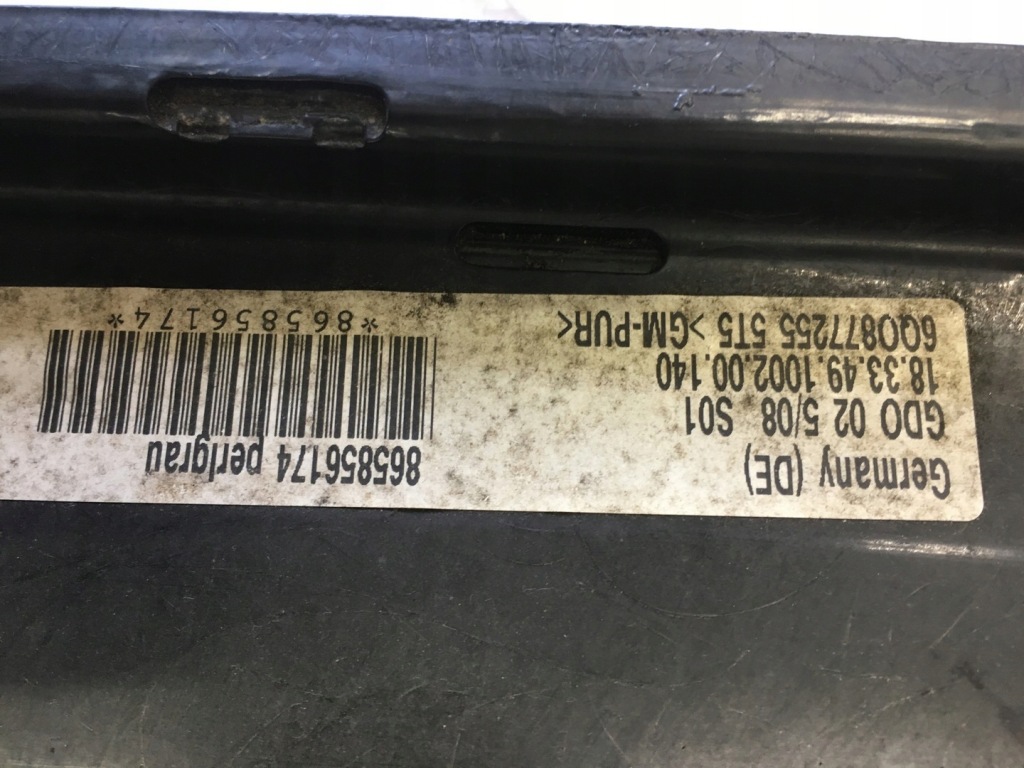 Germany (DE)
GDO 02 5/08 S01
18.33.49.1002.00.140
6Q0877255 5T5 >GM-PUR<
865856174 perlgrau
*865856174*